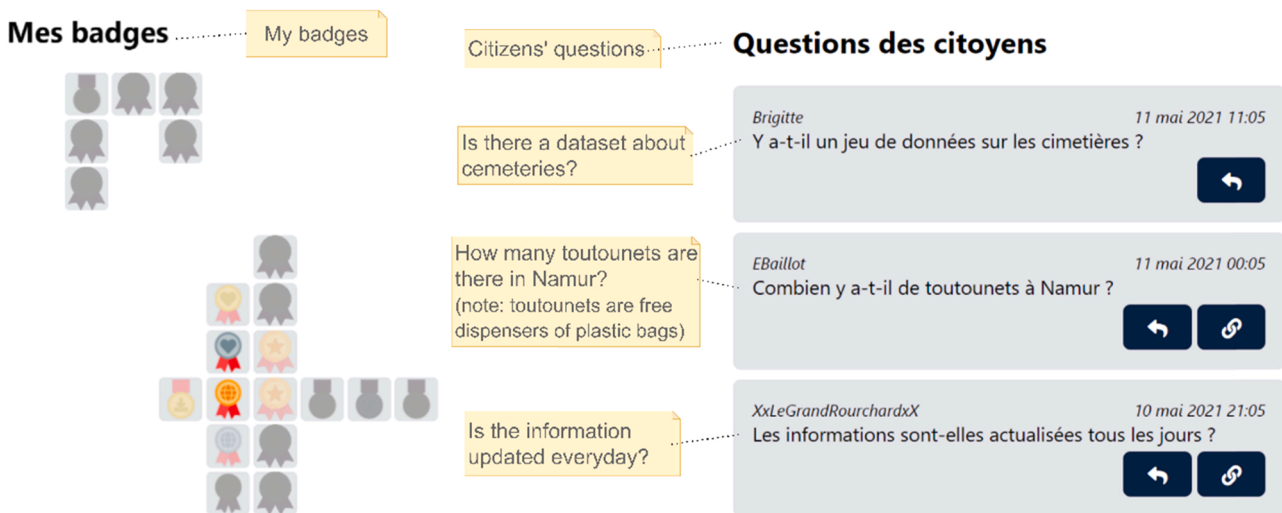 Mes badges
My badges
Citizens' questions
Questions des citoyens
Is there a dataset about
cemeteries?
Brigitte
11 mai 2021 11:05
Y a-t-il un jeu de données sur les cimetières ?
How many toutounets are
there in Namur?
(note: toutounets are free
dispensers of plastic bags)
EBaillot
11 mai 2021 00:05
Combien y a-t-il de toutounets à Namur ?
Is the information
updated everyday?
XxLeGrandRourchardxX
10 mai 2021 21:05
Les informations sont-elles actualisées tous les jours ?